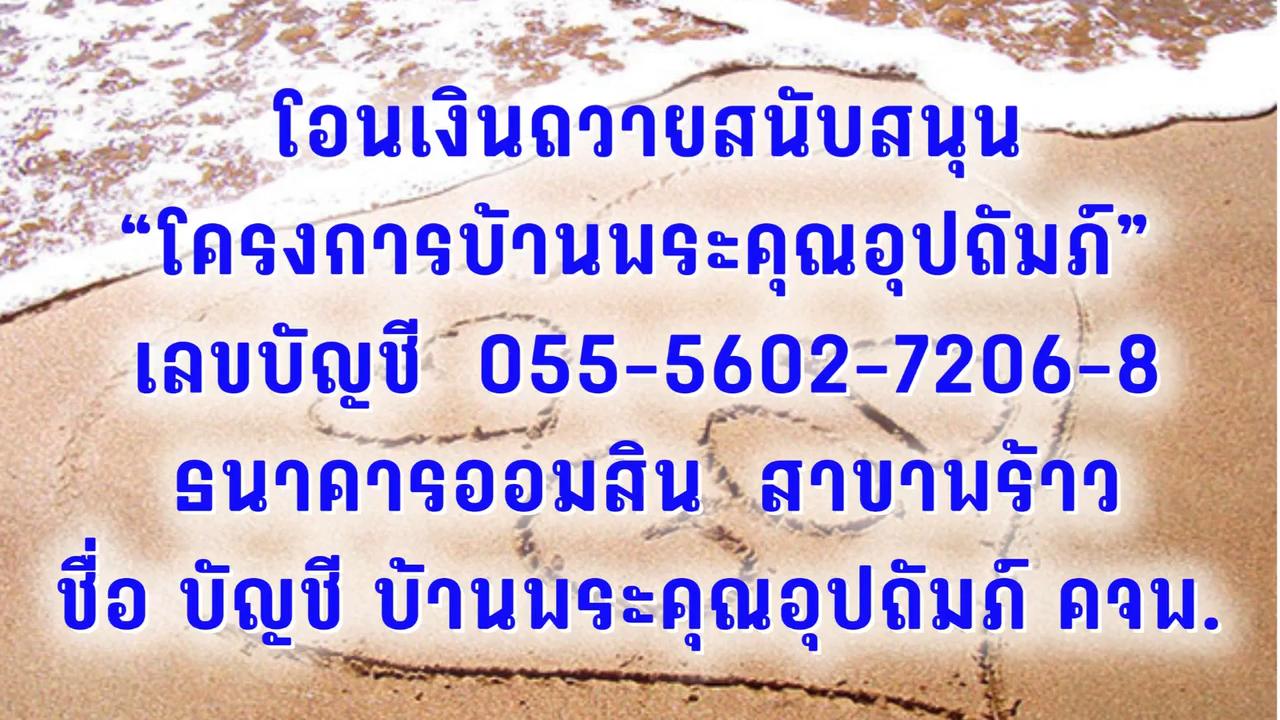 โอนเงินถวายสนับสนุน
“โครงการบ้านพระคุณอุปถัมภ์”
เลขบัญชี 055-5602-7206-8
ธนาคารออมสิน สาขาพร้าว
ชื่อ บัญชี บ้านพระคุณอุปถัมภ์ คจพ.